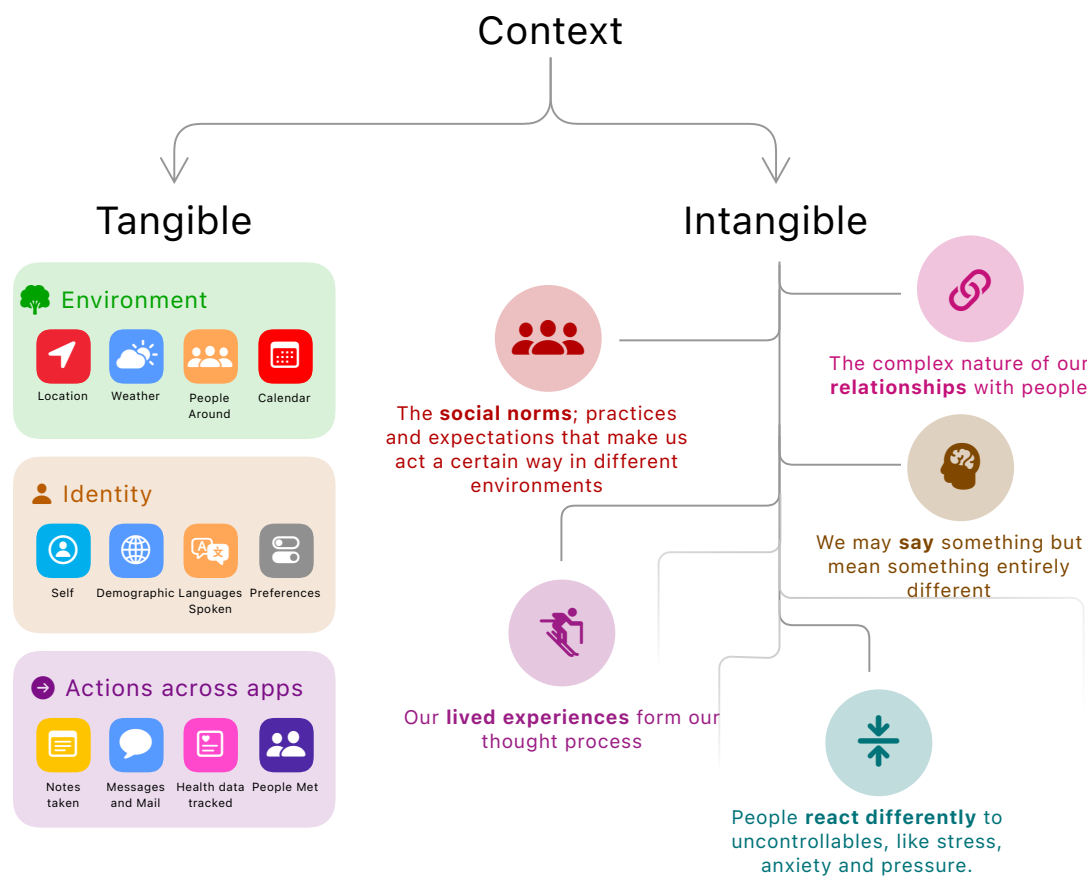 Context
Tangible
Intangible
Environment
Location
Weather
People
Around
Calendar
Identity
Self
Demographic
Languages
Spoken
Preferences
Actions across apps
Notes
taken
Messages
and Mail
Health data
tracked
People Met
The social norms; practices
and expectations that make us
act a certain way in different
environments
The complex nature of our
relationships with people
We may say something but
mean something entirely
different
Our lived experiences form our
thought process
People react differently to
uncontrollables, like stress,
anxiety and pressure.